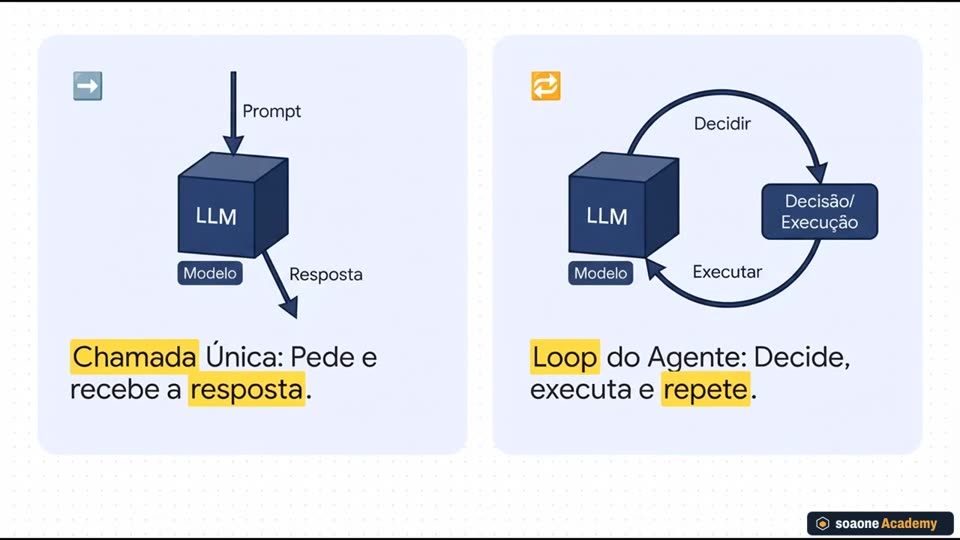 Prompt
LLM
Modelo
Resposta
Chamada Única: Pede e
recebe a resposta.
Decidir
LLM
Decisão/
Execução
Modelo
Executar
Loop do Agente: Decide,
executa e repete.
soaone Academy